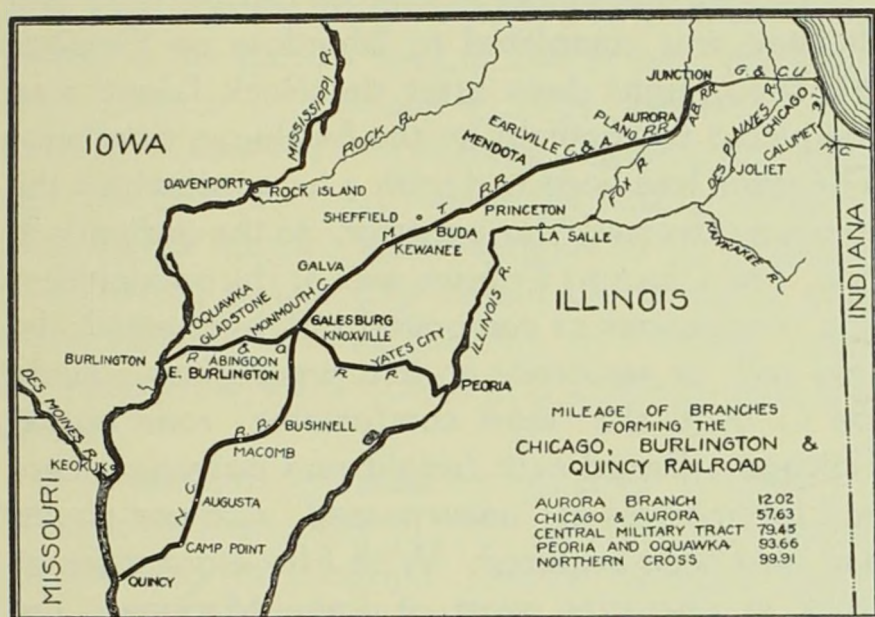 JUNCTION
G. & C. U.
AURORA
A.B. RR.
CHICAGO
DES PLAINES R.
PLANO
R.R.
EARLVILLE
C. & A.
MENDOTA
CALUMET
JOLIET
FOX R.
KANKAKEE R.
IOWA
MISSISSIPPI R.
ROCK R.
DAVENPORT
ROCK ISLAND
SHEFFIELD
PRINCETON
BUDA
KEWANEE
C. M. T. R.R.
LA SALLE
GALVA
ILLINOIS R.
ILLINOIS
INDIANA
OQUAWKA
GLADSTONE
MONMOUTH
GALESBURG
KNOXVILLE
BURLINGTON
ABINGDON
E. BURLINGTON
P. & O.
R. R.
YATES CITY
PEORIA
DES MOINES R.
KEOKUK
BUSHNELL
MACOMB
N. C. R. R.
AUGUSTA
CAMP POINT
QUINCY
MISSOURI
MILEAGE OF BRANCHES
FORMING THE
CHICAGO, BURLINGTON &
QUINCY RAILROAD
AURORA BRANCH 12.02
CHICAGO & AURORA 57.63
CENTRAL MILITARY TRACT 79.45
PEORIA AND OQUAWKA 93.66
NORTHERN CROSS 99.91